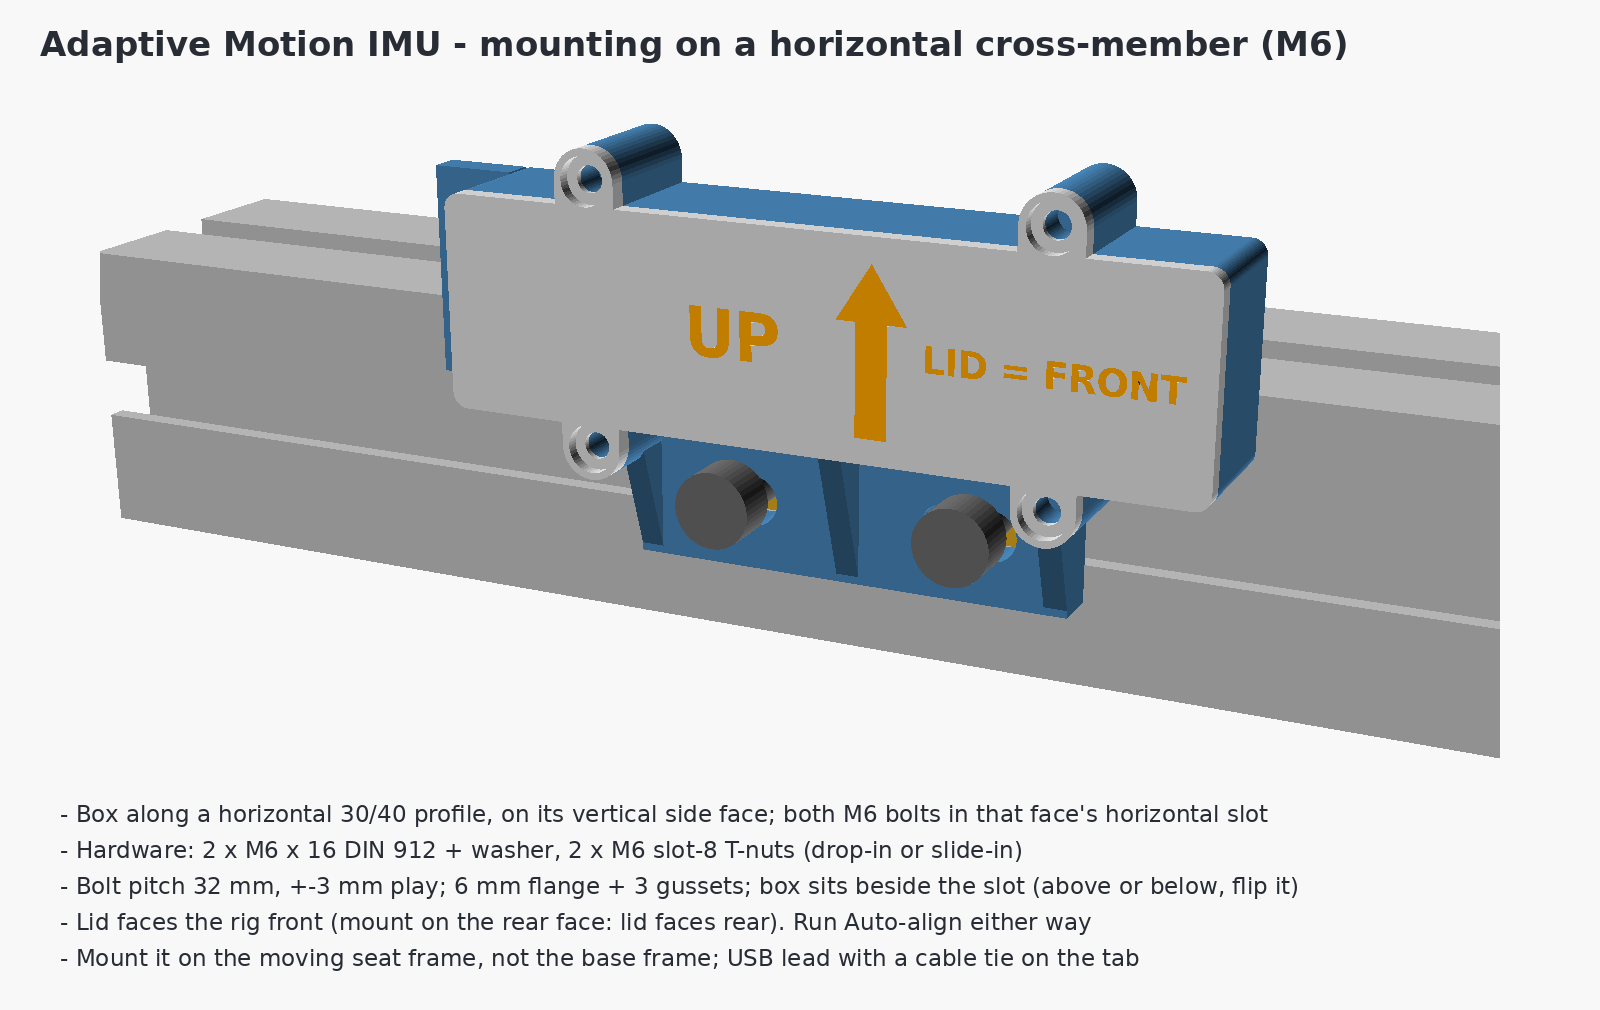 Adaptive Motion IMU - mounting on a horizontal cross-member (M6)
UP
LID = FRONT
- Box along a horizontal 30/40 profile, on its vertical side face; both M6 bolts in that face's horizontal slot
- Hardware: 2 x M6 x 16 DIN 912 + washer, 2 x M6 slot-8 T-nuts (drop-in or slide-in)
- Bolt pitch 32 mm, +-3 mm play; 6 mm flange + 3 gussets; box sits beside the slot (above or below, flip it)
- Lid faces the rig front (mount on the rear face: lid faces rear). Run Auto-align either way
- Mount it on the moving seat frame, not the base frame; USB lead with a cable tie on the tab